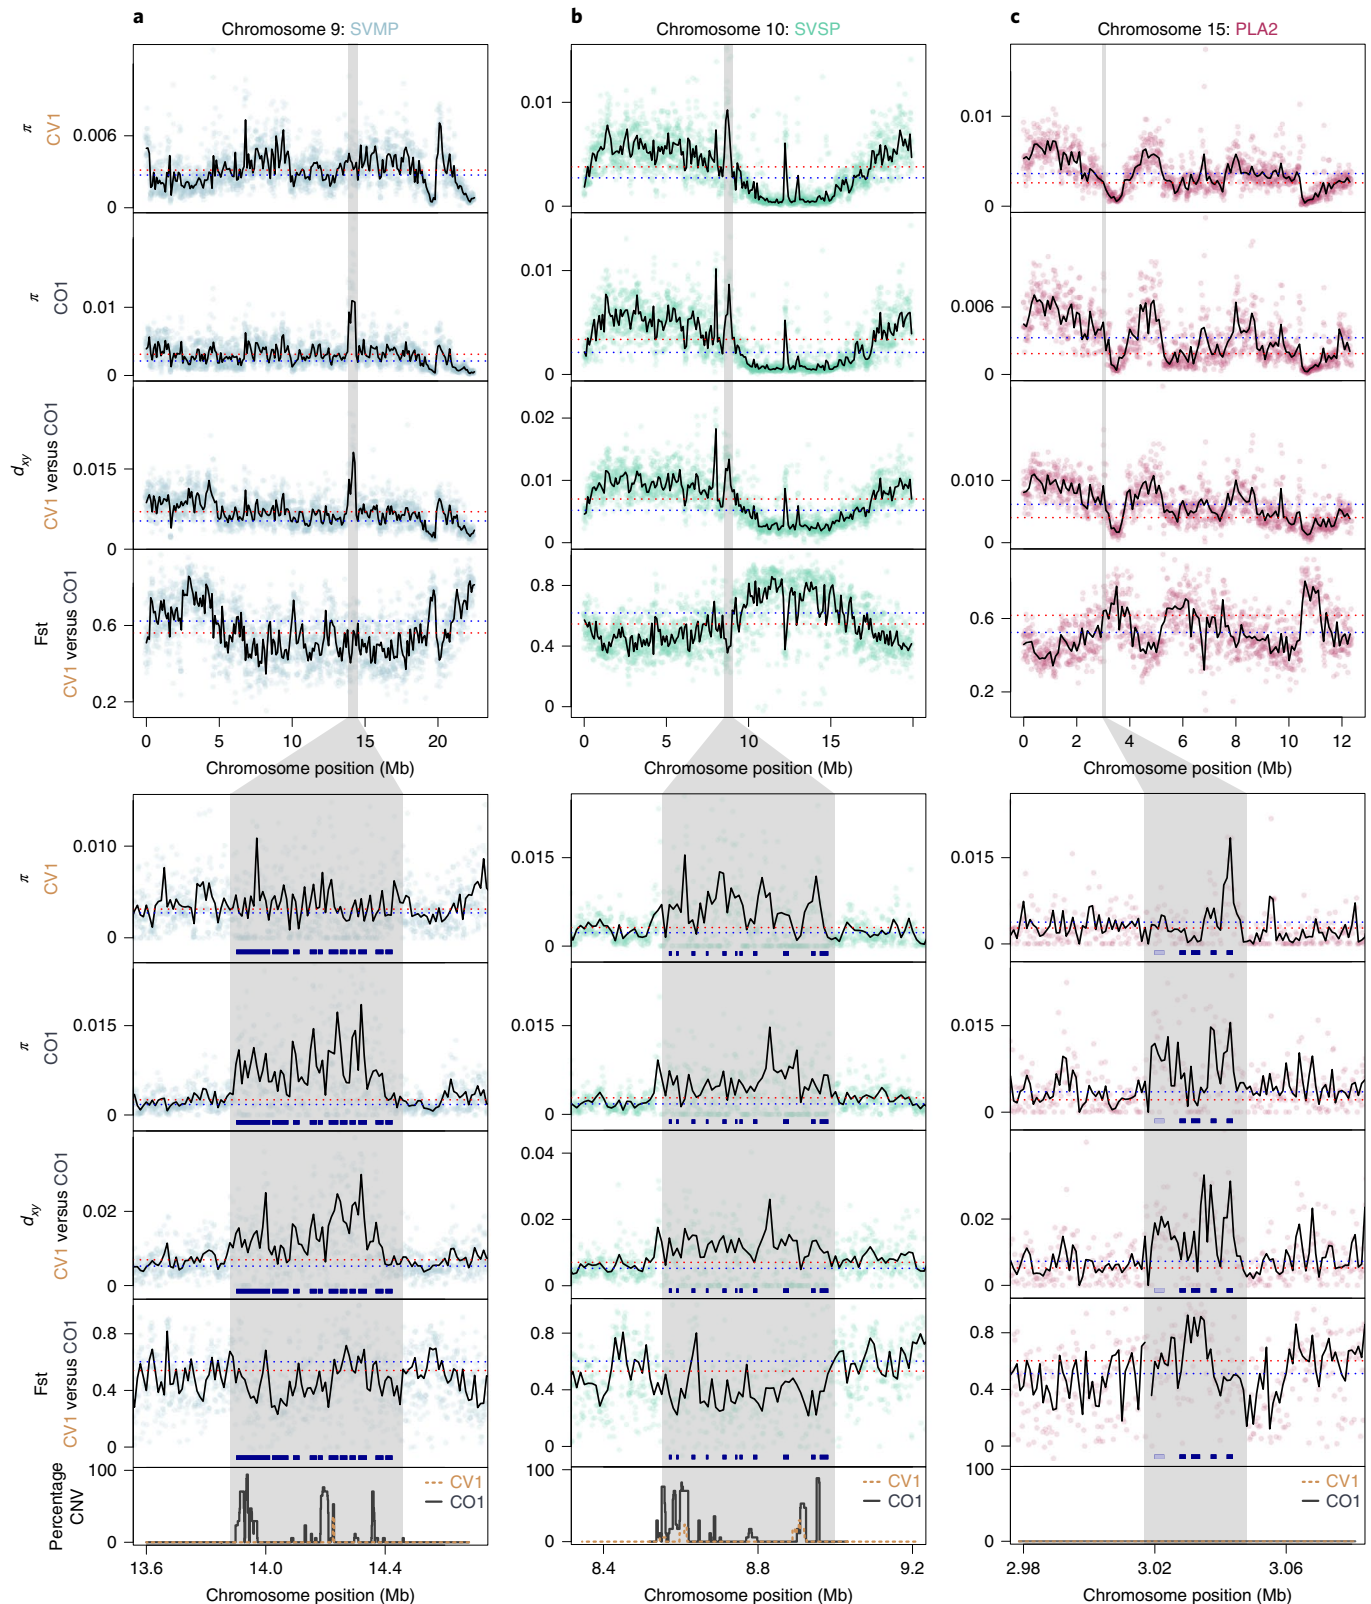 a
b
c
Chromosome 9: SVMP
Chromosome 10: SVSP
Chromosome 15: PLA2
π
CV1
0.006
0
0.01
0
0.01
0
π
CO1
0.01
0
0.01
0
0.006
0
dxy
CV1 versus CO1
0.015
0
0.02
0.01
0
0.010
0
Fst
CV1 versus CO1
0.6
0.2
0.8
0.4
0
0.6
0.2
0 5 10 15 20
0 5 10 15
0 2 4 6 8 10 12
Chromosome position (Mb)
Chromosome position (Mb)
Chromosome position (Mb)
π
CV1
0.010
0
0.015
0
0.015
0
π
CO1
0.015
0
0.015
0
0.015
0
dxy
CV1 versus CO1
0.02
0
0.04
0.02
0
0.02
0
Fst
CV1 versus CO1
0.8
0.4
0
0.8
0.4
0
0.8
0.4
0
Percentage
CNV
100
0
CV1
CO1
100
0
CV1
CO1
100
0
CV1
CO1
13.6 14.0 14.4
8.4 8.8 9.2
2.98 3.02 3.06
Chromosome position (Mb)
Chromosome position (Mb)
Chromosome position (Mb)